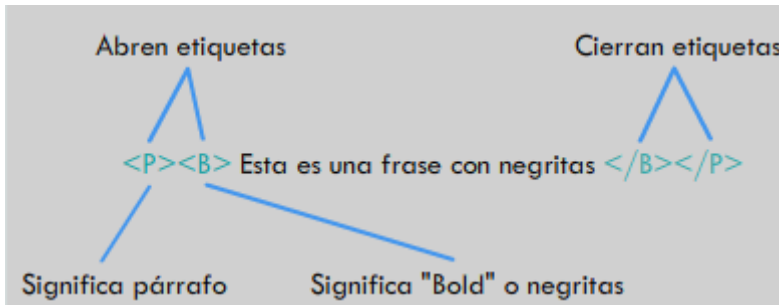 Abren etiquetas
Cierran etiquetas
<P><B> Esta es una frase con negritas </B></P>
Significa párrafo
Significa "Bold" o negritas